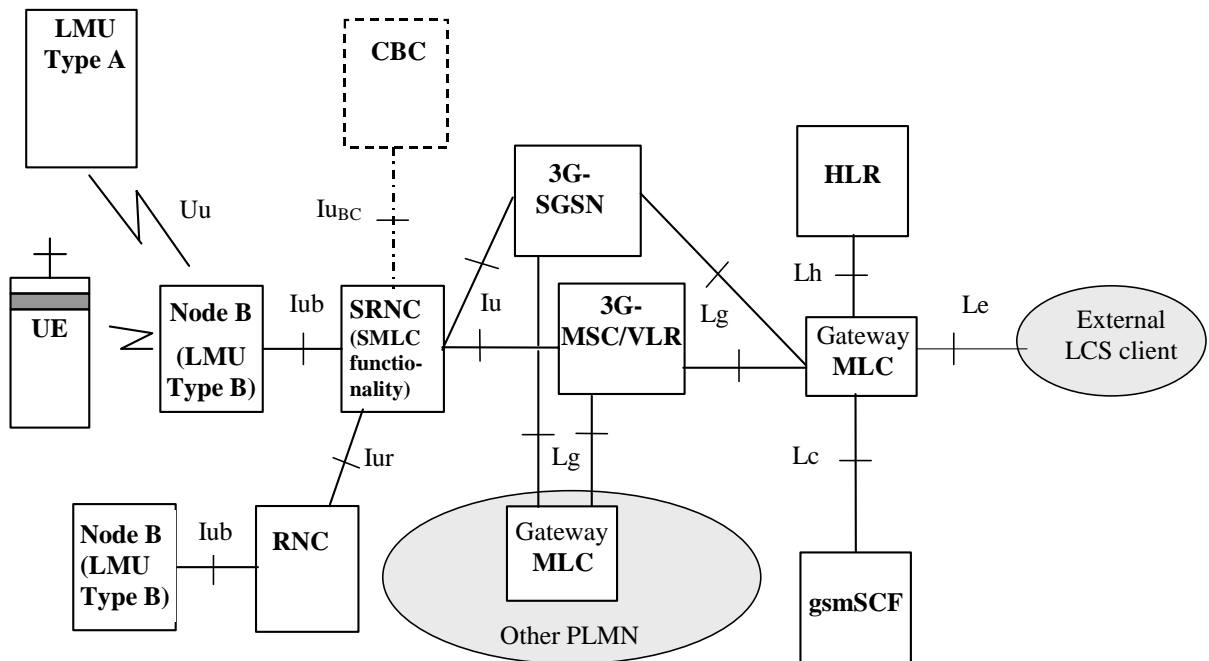 LMU
Type A
CBC
3G-
SGSN
HLR
Uu
IuBC
Lh
UE
Node B
(LMU
Type B)
Iub
SRNC
(SMLC
functio-
nality)
Iu
3G-
MSC/VLR
Lg
Gateway
MLC
Le
External
LCS client
Iur
Lg
Lc
Node B
(LMU
Type B)
Iub
RNC
Gateway
MLC
Other PLMN
gsmSCF